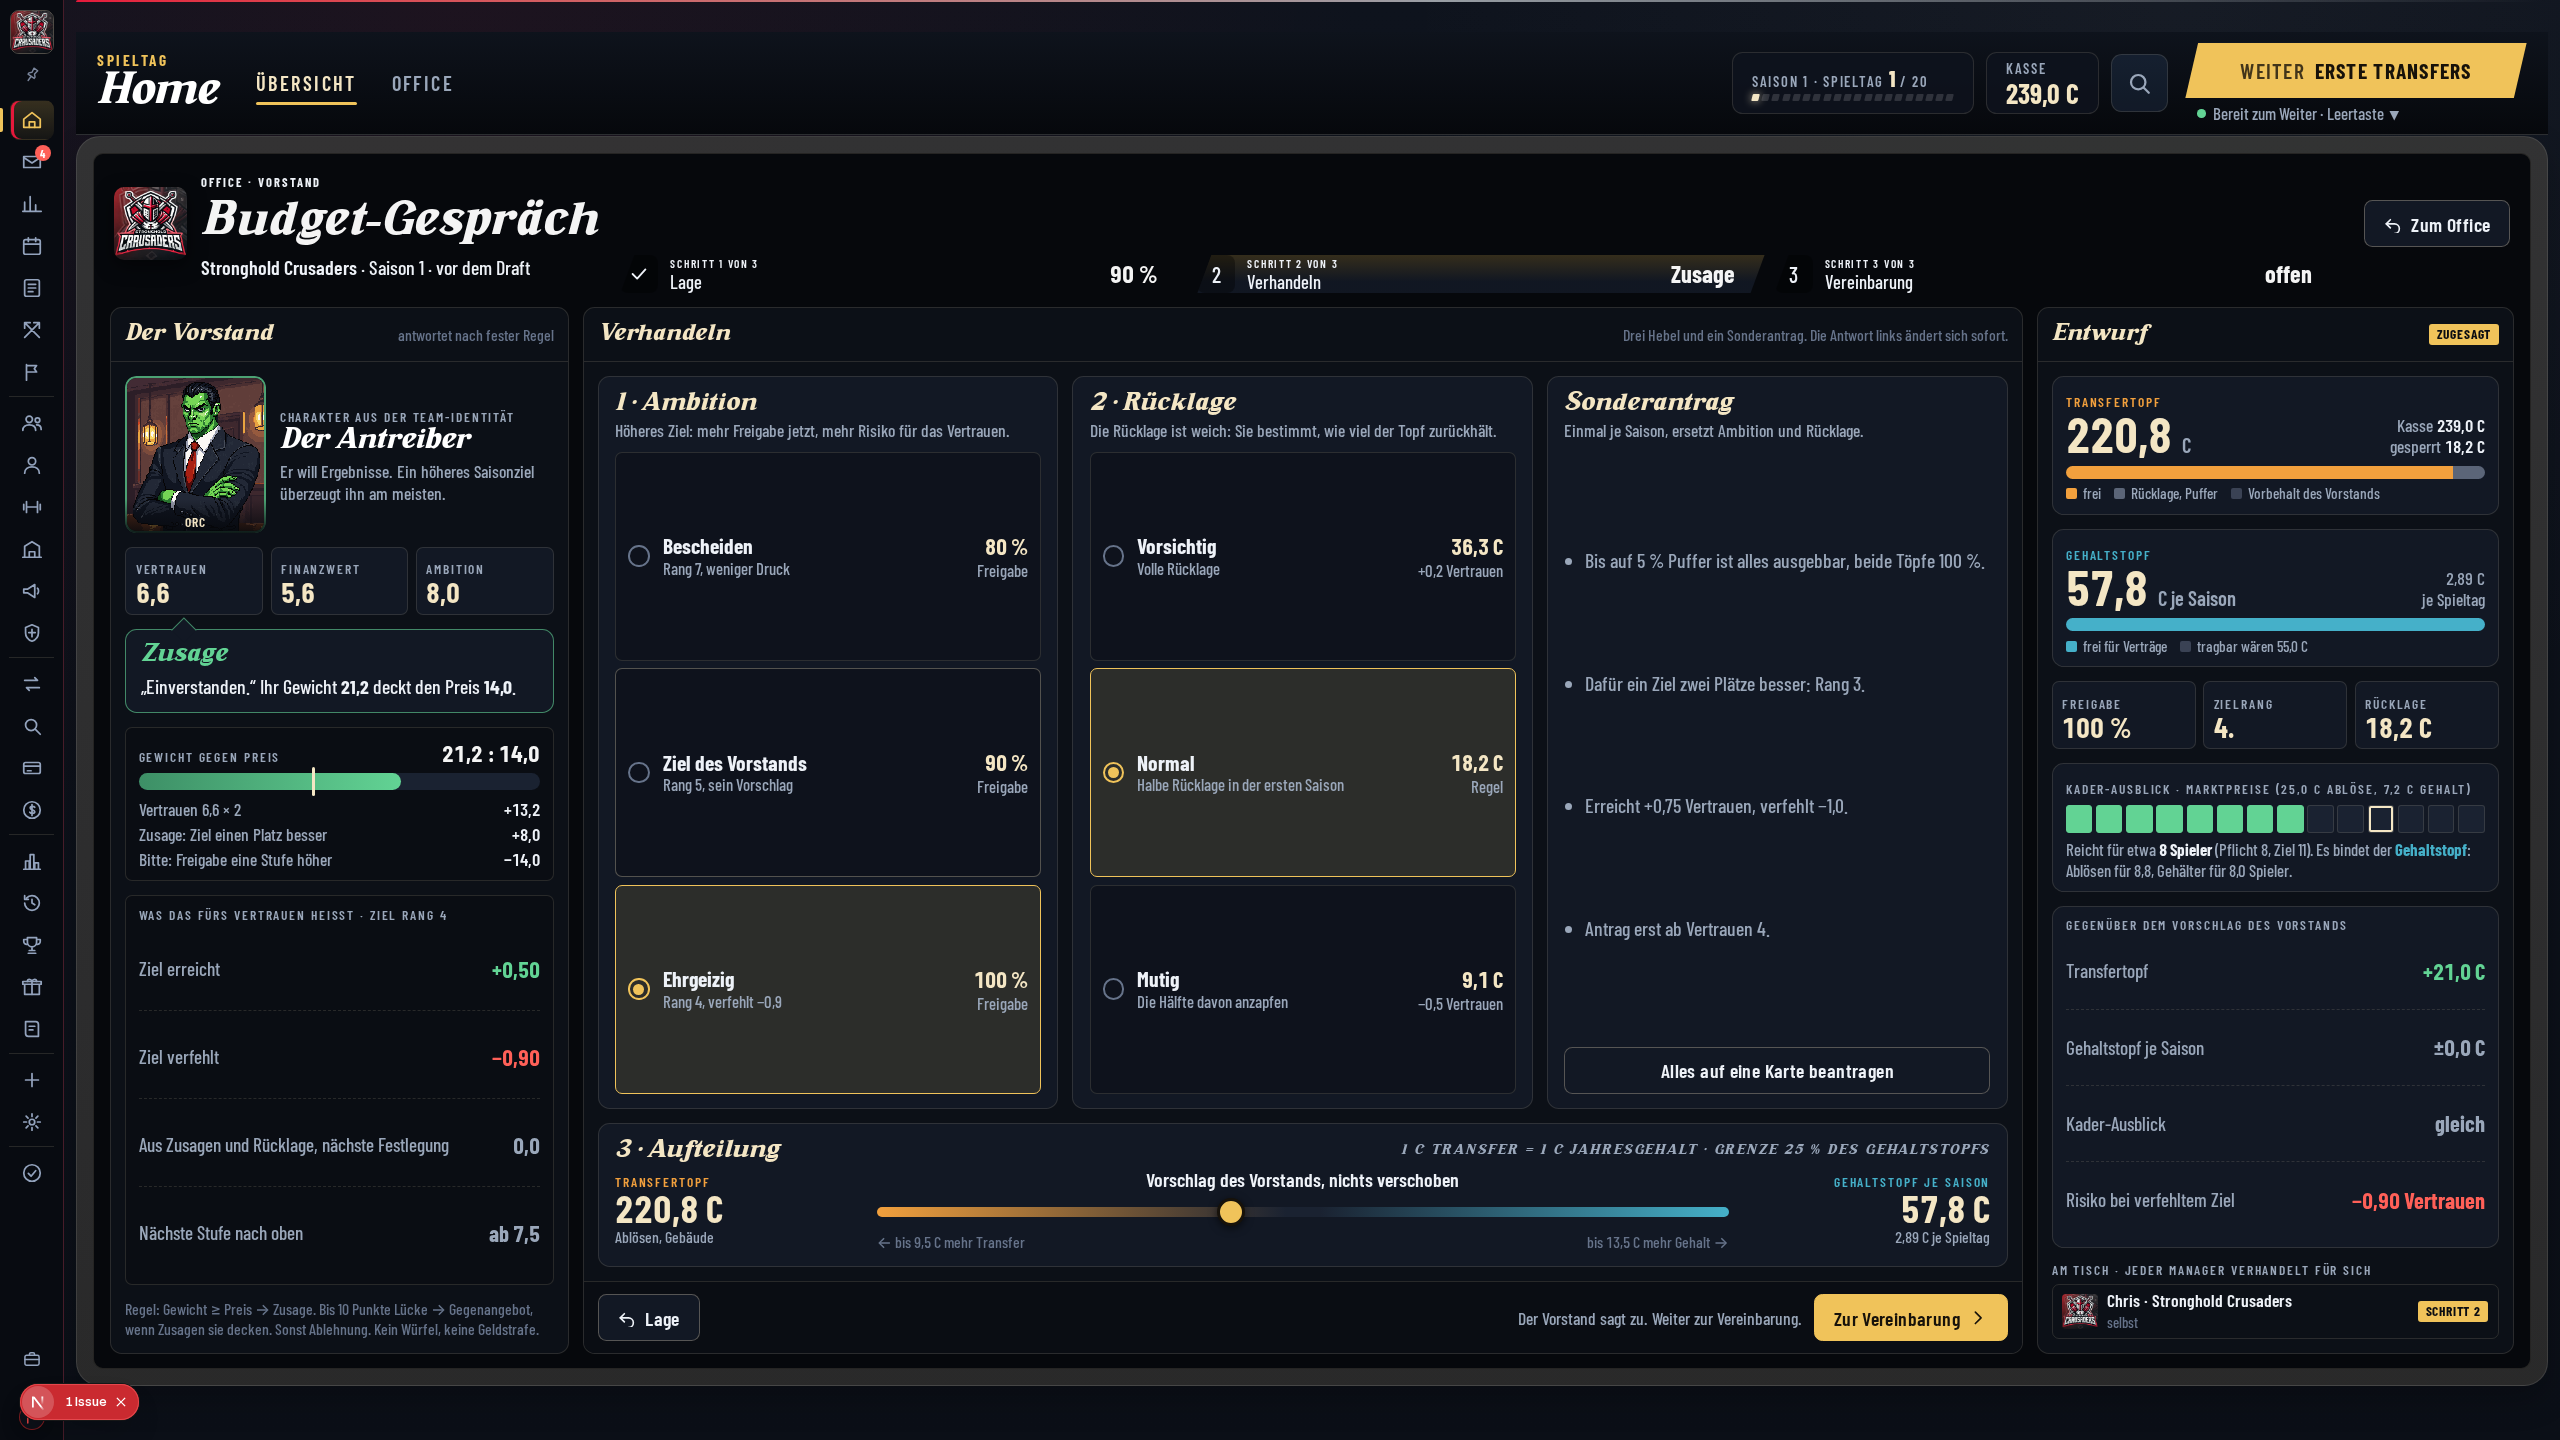 SPIELTAG
Home
ÜBERSICHT
OFFICE
SAISON 1 · SPIELTAG 1 / 20
KASSE
239,0 C
WEITER ERSTE TRANSFERS
Bereit zum Weiter · Leertaste ▼
4
CRUSADERS
OFFICE · VORSTAND
Budget-Gespräch
Stronghold Crusaders · Saison 1 · vor dem Draft
Zum Office
SCHRITT 1 VON 3
Lage
90 %
2
SCHRITT 2 VON 3
Verhandeln
Zusage
3
SCHRITT 3 VON 3
Vereinbarung
offen
Der Vorstand
antwortet nach fester Regel
ORC
CHARAKTER AUS DER TEAM-IDENTITÄT
Der Antreiber
Er will Ergebnisse. Ein höheres Saisonziel
überzeugt ihn am meisten.
VERTRAUEN
6,6
FINANZWERT
5,6
AMBITION
8,0
Zusage
„Einverstanden.“ Ihr Gewicht 21,2 deckt den Preis 14,0.
GEWICHT GEGEN PREIS
21,2 : 14,0
Vertrauen 6,6 × 2
+13,2
Zusage: Ziel einen Platz besser
+8,0
Bitte: Freigabe eine Stufe höher
−14,0
WAS DAS FÜRS VERTRAUEN HEISST · ZIEL RANG 4
Ziel erreicht
+0,50
Ziel verfehlt
−0,90
Aus Zusagen und Rücklage, nächste Festlegung
0,0
Nächste Stufe nach oben
ab 7,5
Regel: Gewicht ≥ Preis → Zusage. Bis 10 Punkte Lücke → Gegenangebot,
wenn Zusagen sie decken. Sonst Ablehnung. Kein Würfel, keine Geldstrafe.
Verhandeln
Drei Hebel und ein Sonderantrag. Die Antwort links ändert sich sofort.
1 · Ambition
Höheres Ziel: mehr Freigabe jetzt, mehr Risiko für das Vertrauen.
Bescheiden
Rang 7, weniger Druck
80 %
Freigabe
Ziel des Vorstands
Rang 5, sein Vorschlag
90 %
Freigabe
Ehrgeizig
Rang 4, verfehlt −0,9
100 %
Freigabe
2 · Rücklage
Die Rücklage ist weich: Sie bestimmt, wie viel der Topf zurückhält.
Vorsichtig
Volle Rücklage
36,3 C
+0,2 Vertrauen
Normal
Halbe Rücklage in der ersten Saison
18,2 C
Regel
Mutig
Die Hälfte davon anzapfen
9,1 C
−0,5 Vertrauen
Sonderantrag
Einmal je Saison, ersetzt Ambition und Rücklage.
• Bis auf 5 % Puffer ist alles ausgebbar, beide Töpfe 100 %.
• Dafür ein Ziel zwei Plätze besser: Rang 3.
• Erreicht +0,75 Vertrauen, verfehlt −1,0.
• Antrag erst ab Vertrauen 4.
Alles auf eine Karte beantragen
3 · Aufteilung
1 C TRANSFER = 1 C JAHRESGEHALT · GRENZE 25 % DES GEHALTSTOPFS
TRANSFERTOPF
220,8 C
Ablösen, Gebäude
Vorschlag des Vorstands, nichts verschoben
← bis 9,5 C mehr Transfer
bis 13,5 C mehr Gehalt →
GEHALTSTOPF JE SAISON
57,8 C
2,89 C je Spieltag
Lage
Der Vorstand sagt zu. Weiter zur Vereinbarung.
Zur Vereinbarung
Entwurf
ZUGESAGT
TRANSFERTOPF
220,8 C
Kasse 239,0 C
gesperrt 18,2 C
frei
Rücklage, Puffer
Vorbehalt des Vorstands
GEHALTSTOPF
57,8 C je Saison
2,89 C
je Spieltag
frei für Verträge
tragbar wären 55,0 C
FREIGABE
100 %
ZIELRANG
4.
RÜCKLAGE
18,2 C
KADER-AUSBLICK · MARKTPREISE (25,0 C ABLÖSE, 7,2 C GEHALT)
Reicht für etwa 8 Spieler (Pflicht 8, Ziel 11). Es bindet der Gehaltstopf:
Ablösen für 8,8, Gehälter für 8,0 Spieler.
GEGENÜBER DEM VORSCHLAG DES VORSTANDS
Transfertopf
+21,0 C
Gehaltstopf je Saison
±0,0 C
Kader-Ausblick
gleich
Risiko bei verfehltem Ziel
−0,90 Vertrauen
AM TISCH · JEDER MANAGER VERHANDELT FÜR SICH
Chris · Stronghold Crusaders
selbst
SCHRITT 2
N
1 Issue